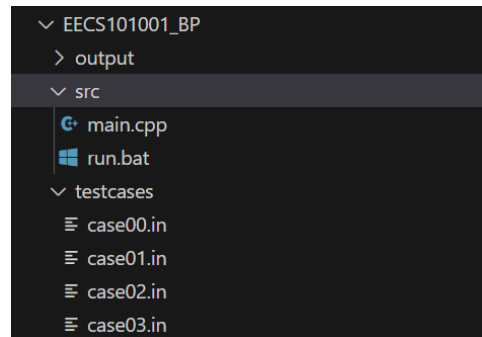 EECS101001_BP
output
src
main.cpp
run.bat
testcases
case00.in
case01.in
case02.in
case03.in